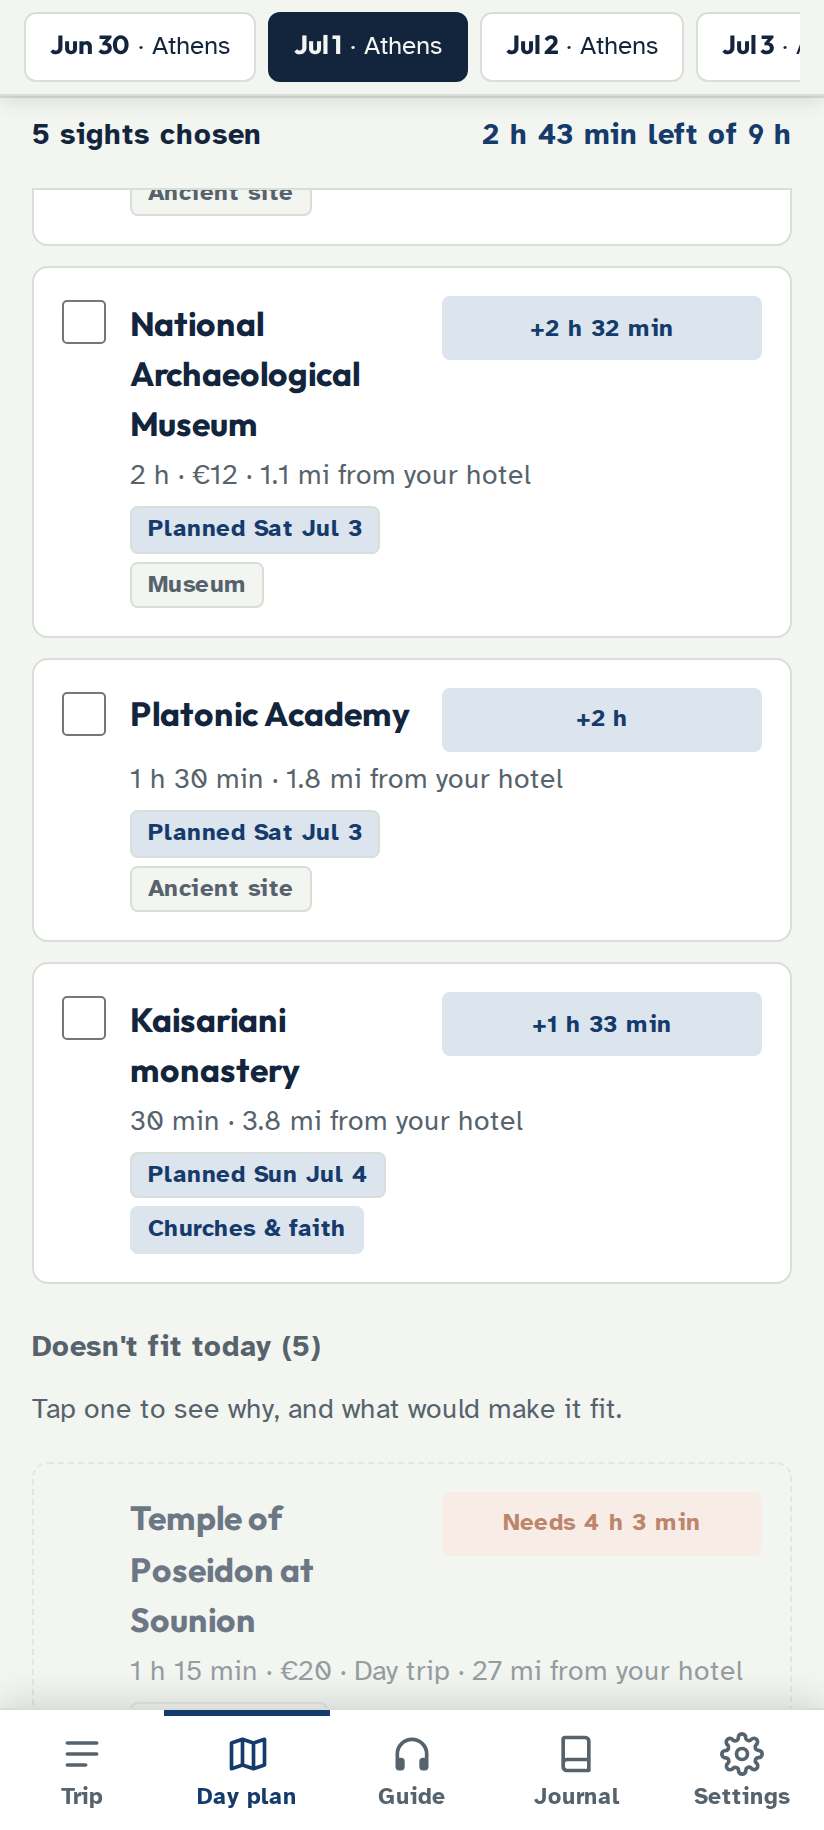 Jun 30 · Athens
Jul 1 · Athens
Jul 2 · Athens
Jul 3 ·
5 sights chosen
2 h 43 min left of 9 h
Ancient site
National Archaeological Museum
+2 h 32 min
2 h · €12 · 1.1 mi from your hotel
Planned Sat Jul 3
Museum
Platonic Academy
+2 h
1 h 30 min · 1.8 mi from your hotel
Planned Sat Jul 3
Ancient site
Kaisariani monastery
+1 h 33 min
30 min · 3.8 mi from your hotel
Planned Sun Jul 4
Churches & faith
Doesn't fit today (5)
Tap one to see why, and what would make it fit.
Temple of Poseidon at Sounion
Needs 4 h 3 min
1 h 15 min · €20 · Day trip · 27 mi from your hotel
Trip
Day plan
Guide
Journal
Settings